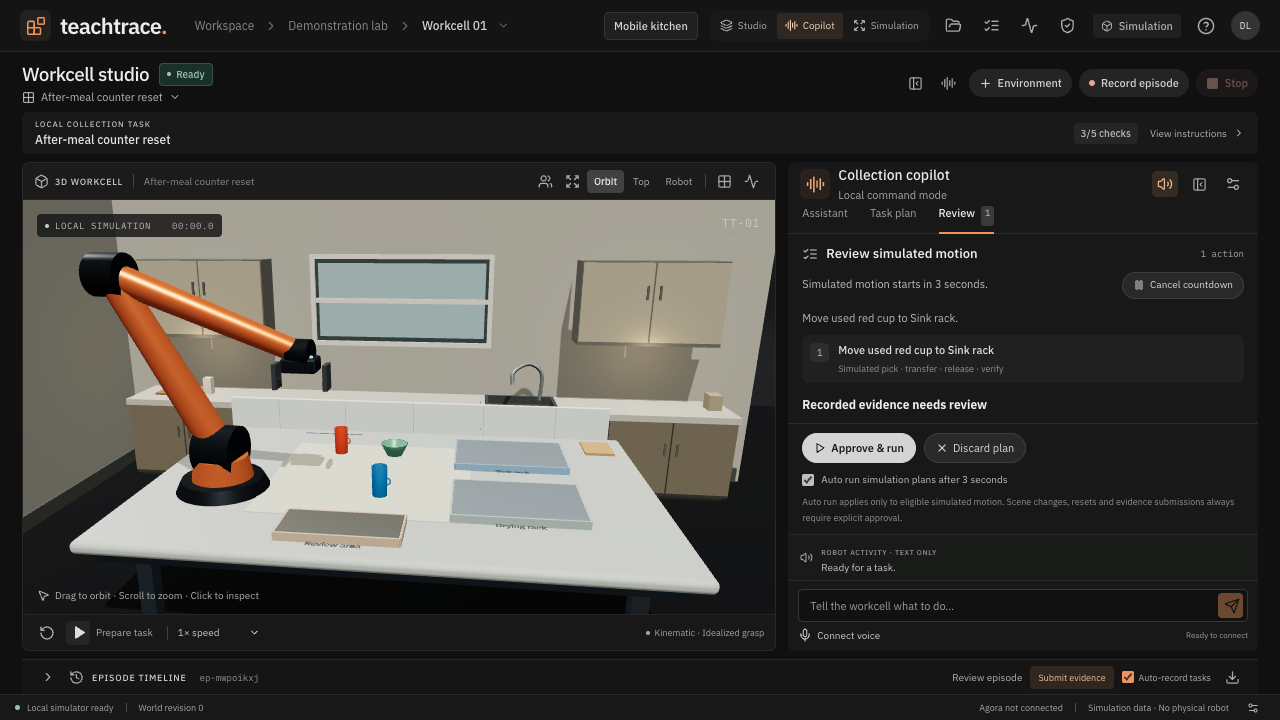 teachtrace.
Workspace
Demonstration lab
Workcell 01
Mobile kitchen
Studio
Copilot
Simulation
Simulation
DL
Workcell studio
Ready
After-meal counter reset
Environment
Record episode
Stop
LOCAL COLLECTION TASK
After-meal counter reset
3/5 checks
View instructions
3D WORKCELL
After-meal counter reset
Orbit
Top
Robot
LOCAL SIMULATION 00:00.0
TT-01
Review area
Drying rack
Drag to orbit · Scroll to zoom · Click to inspect
Prepare task
1× speed
Kinematic · Idealized grasp
Collection copilot
Local command mode
Assistant
Task plan
Review 1
Review simulated motion
1 action
Simulated motion starts in 3 seconds.
Cancel countdown
Move used red cup to Sink rack.
1
Move used red cup to Sink rack
Simulated pick · transfer · release · verify
Recorded evidence needs review
Approve & run
Discard plan
Auto run simulation plans after 3 seconds
Auto run applies only to eligible simulated motion. Scene changes, resets and evidence submissions always
require explicit approval.
ROBOT ACTIVITY · TEXT ONLY
Ready for a task.
Tell the workcell what to do...
Connect voice
Ready to connect
EPISODE TIMELINE
ep-mwpoikxj
Review episode
Submit evidence
Auto-record tasks
Local simulator ready
World revision 0
Agora not connected
Simulation data · No physical robot